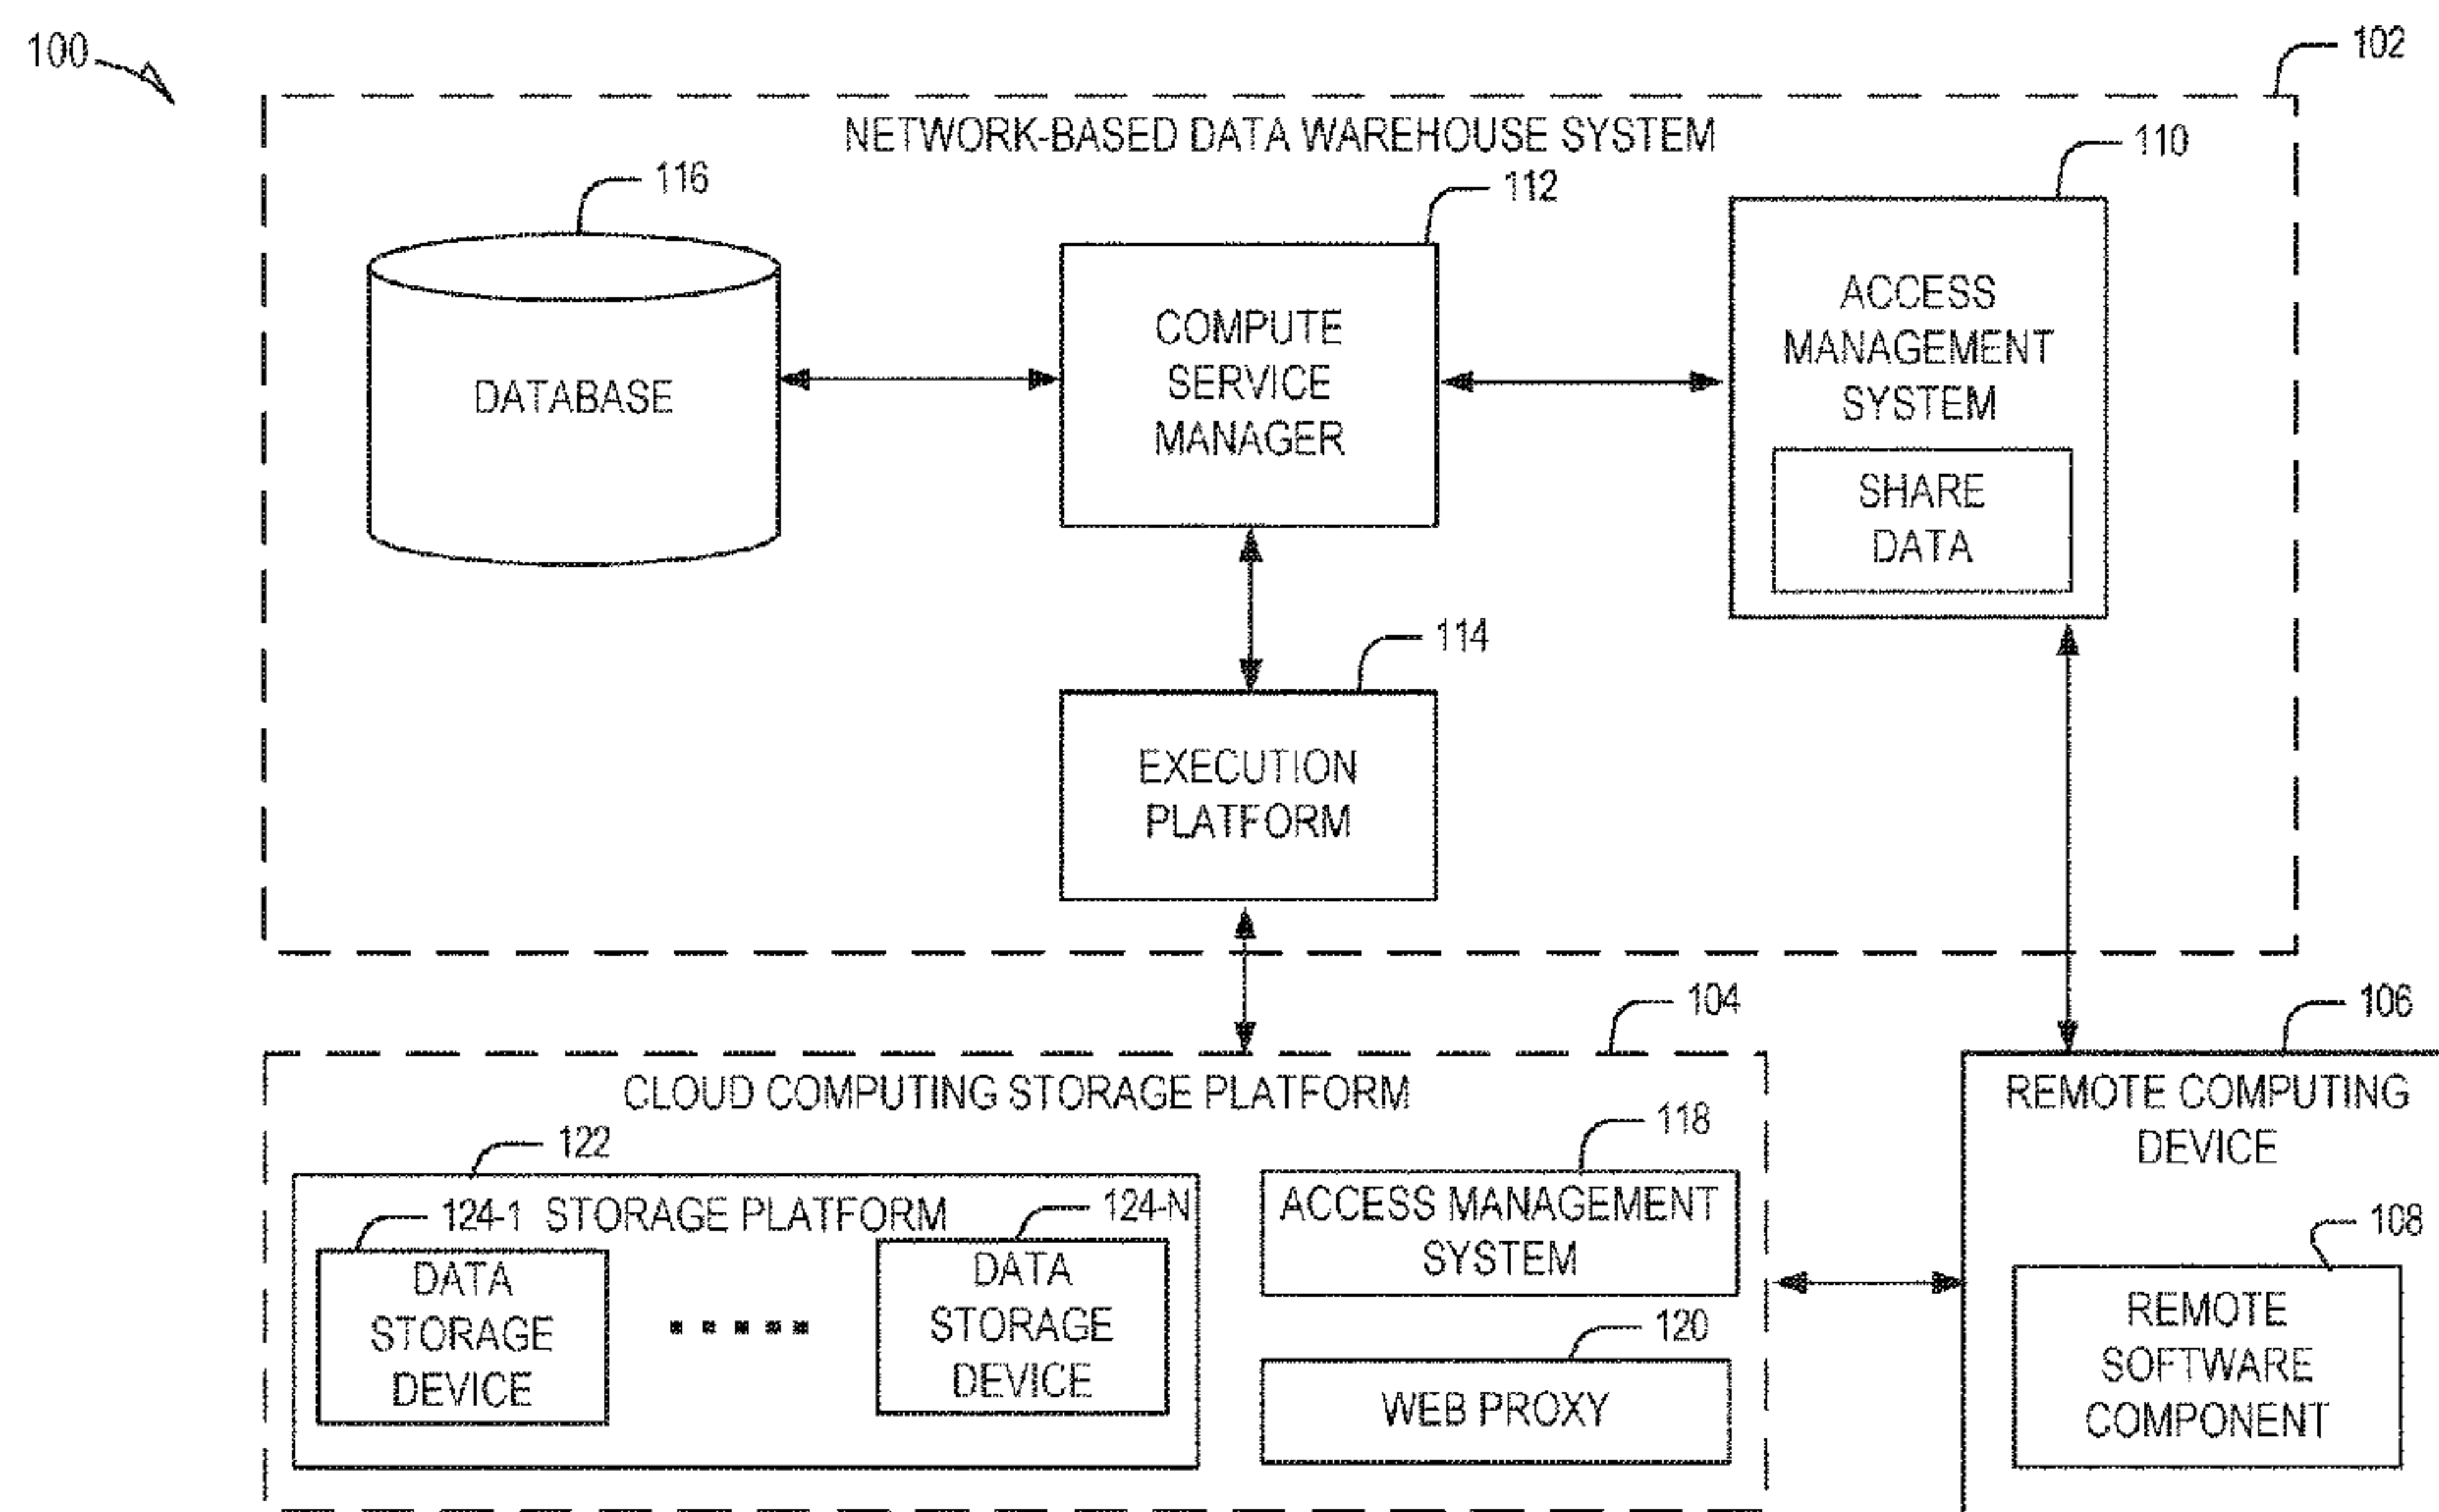 100
102
NETWORK-BASED DATA WAREHOUSE SYSTEM
116
112
110
DATABASE
COMPUTE
SERVICE
MANAGER
ACCESS
MANAGEMENT
SYSTEM
SHARE
DATA
114
EXECUTION
PLATFORM
104
106
CLOUD COMPUTING STORAGE PLATFORM
122
124-1 STORAGE PLATFORM
124-N
DATA
STORAGE
DEVICE
DATA
STORAGE
DEVICE
118
ACCESS MANAGEMENT
SYSTEM
120
WEB PROXY
REMOTE COMPUTING
DEVICE
108
REMOTE
SOFTWARE
COMPONENT